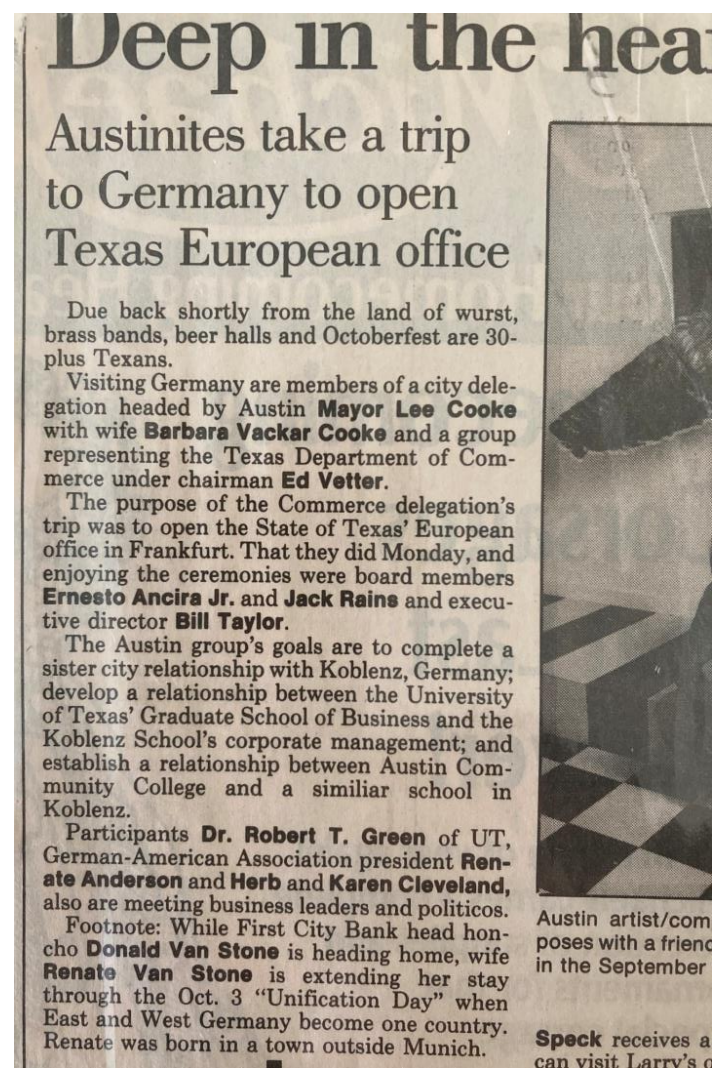 Deep in the hea
Austinites take a trip
to Germany to open
Texas European office
Due back shortly from the land of wurst,
brass bands, beer halls and Octoberfest are 30-
plus Texans.
Visiting Germany are members of a city dele-
gation headed by Austin Mayor Lee Cooke
with wife Barbara Vackar Cooke and a group
representing the Texas Department of Com-
merce under chairman Ed Vetter.
The purpose of the Commerce delegation's
trip was to open the State of Texas' European
office in Frankfurt. That they did Monday, and
enjoying the ceremonies were board members
Ernesto Ancira Jr. and Jack Rains and execu-
tive director Bill Taylor.
The Austin group's goals are to complete a
sister city relationship with Koblenz, Germany;
develop a relationship between the University
of Texas' Graduate School of Business and the
Koblenz School's corporate management; and
establish a relationship between Austin Com-
munity College and a similiar school in
Koblenz.
Participants Dr. Robert T. Green of UT,
German-American Association president Ren-
ate Anderson and Herb and Karen Cleveland,
also are meeting business leaders and politicos.
Footnote: While First City Bank head hon-
cho Donald Van Stone is heading home, wife
Renate Van Stone is extending her stay
through the Oct. 3 “Unification Day” when
East and West Germany become one country.
Renate was born in a town outside Munich.
Austin artist/com
poses with a friend
in the September
Speck receives a
can visit Larry's